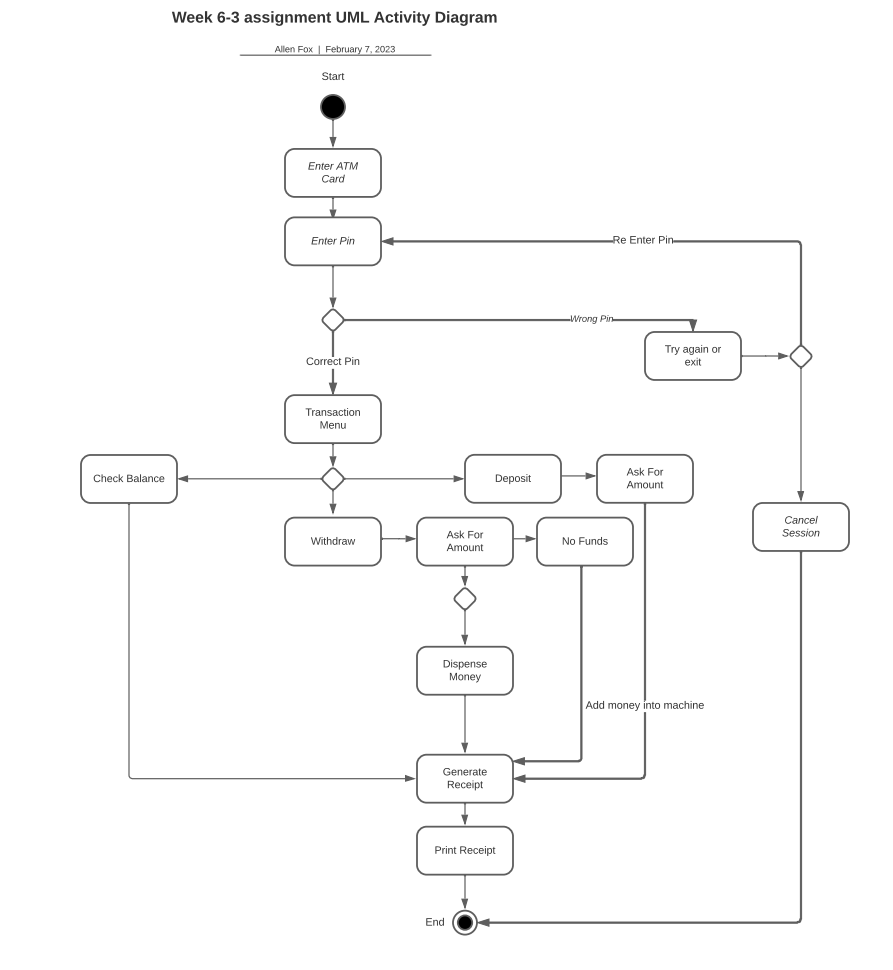 Week 6-3 assignment UML Activity Diagram
Allen Fox | February 7, 2023
Start
Enter ATM
Card
Enter Pin
Re Enter Pin
Wrong Pin
Try again or
exit
Correct Pin
Transaction
Menu
Check Balance
Deposit
Ask For
Amount
Cancel
Session
Withdraw
Ask For
Amount
No Funds
Dispense
Money
Add money into machine
Generate
Receipt
Print Receipt
End